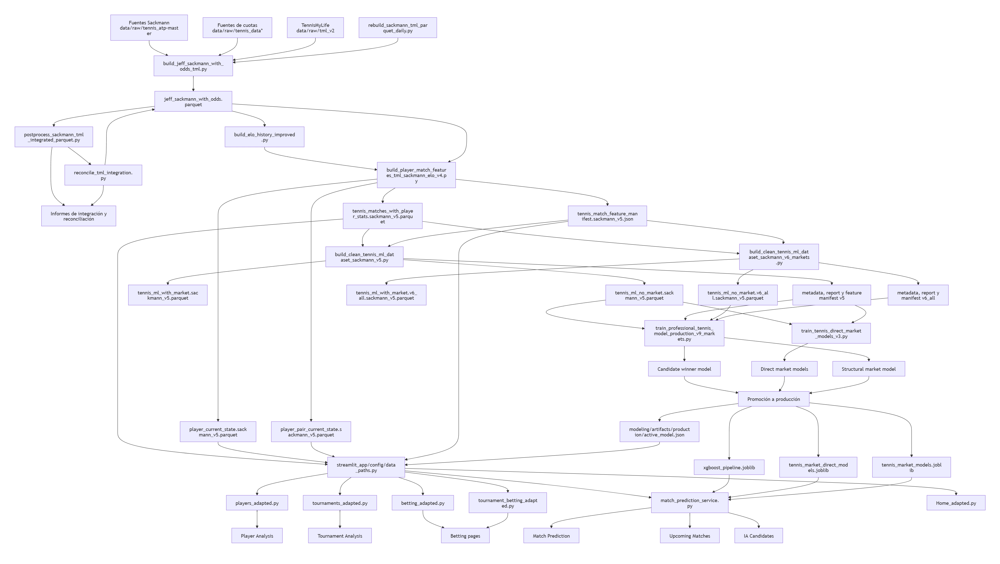 Fuentes Sackmann
data/raw/tennis_atp-mast
er
Fuentes de cuotas
data/raw/tennis_data*
TennisMyLife
data/raw/tml_v2
rebuild_sackmann_tml_par
quet_daily.py
build_jeff_sackmann_with_
odds_tml.py
jeff_sackmann_with_odds.
parquet
postprocess_sackmann_tml
_integrated_parquet.py
build_elo_history_improved
.py
reconcile_tml_integration.
py
build_player_match_featur
es_tml_sackmann_elo_v4.p
y
Informes de integración y
reconciliación
tennis_matches_with_playe
r_stats.sackmann_v5.parqu
et
tennis_match_feature_man
ifest.sackmann_v5.json
build_clean_tennis_ml_dat
aset_sackmann_v5.py
build_clean_tennis_ml_dat
aset_sackmann_v6_markets
.py
tennis_ml_with_market.sac
kmann_v5.parquet
tennis_ml_with_market.v6_
all.sackmann_v5.parquet
tennis_ml_no_market.sack
mann_v5.parquet
tennis_ml_no_market.v6_al
l.sackmann_v5.parquet
metadata, report y feature
manifest v5
metadata, report y
manifest v6_all
train_professional_tennis_
model_production_v9_mark
ets.py
train_tennis_direct_market
_models_v3.py
Candidate winner model
Direct market models
Structural market model
Promoción a producción
player_current_state.sack
mann_v5.parquet
player_pair_current_state.s
ackmann_v5.parquet
modeling/artifacts/product
ion/active_model.json
streamlit_app/config/data
_paths.py
xgboost_pipeline.joblib
tennis_market_direct_mod
els.joblib
tennis_market_models.jobl
ib
players_adapted.py
tournaments_adapted.py
betting_adapted.py
tournament_betting_adapt
ed.py
match_prediction_service.
py
Home_adapted.py
Player Analysis
Tournament Analysis
Betting pages
Match Prediction
Upcoming Matches
IA Candidates